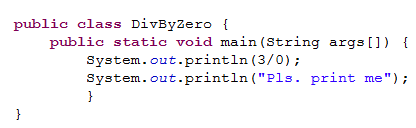 public class DivByZero {
    public static void main(String args[]) {
        System.out.println(3/0);
        System.out.println("Pls. print me");
        }
}